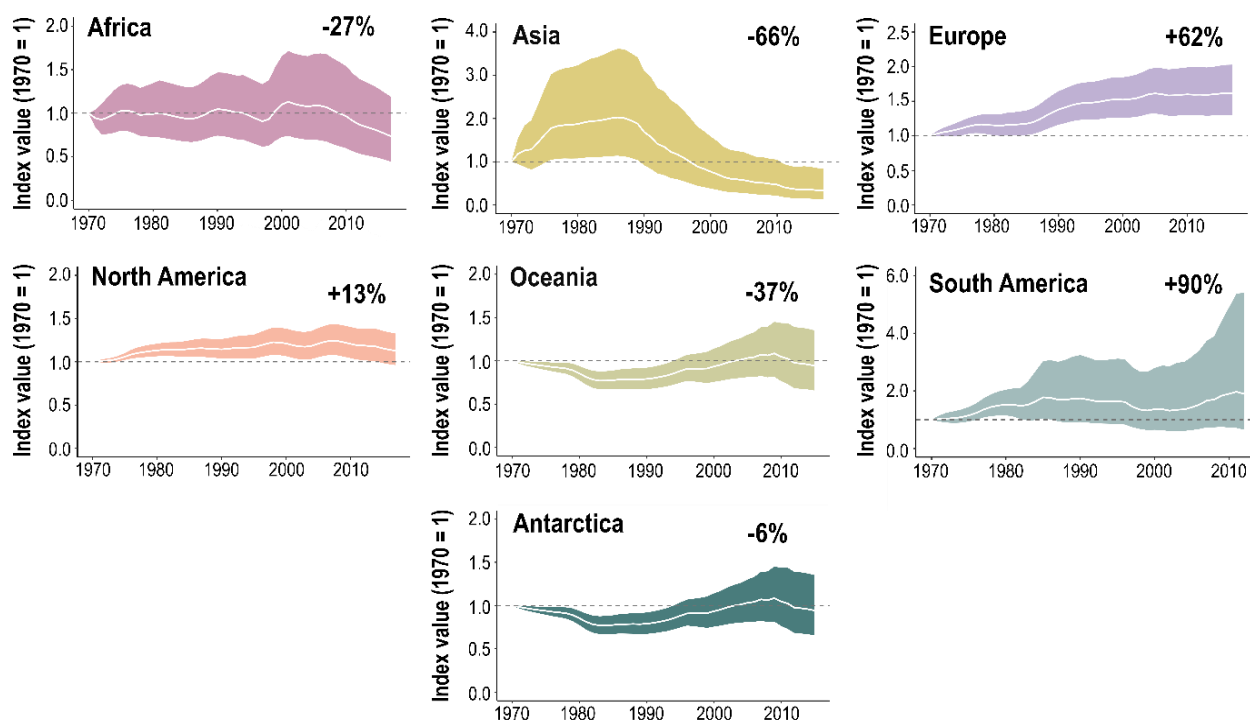 Africa
-27%
Index value (1970 = 1)
2.0
1.5
1.0
0.5
0.0
1970 1980 1990 2000 2010
Asia
-66%
Index value (1970 = 1)
4.0
3.0
2.0
1.0
0.0
1970 1980 1990 2000 2010
Europe
+62%
Index value (1970 = 1)
2.5
2.0
1.5
1.0
0.5
0.0
1970 1980 1990 2000 2010
North America
+13%
Index value (1970 = 1)
2.0
1.5
1.0
0.5
0.0
1970 1980 1990 2000 2010
Oceania
-37%
Index value (1970 = 1)
2.0
1.5
1.0
0.5
0.0
1970 1980 1990 2000 2010
South America
+90%
Index value (1970 = 1)
6.0
4.0
2.0
1.0
0.0
1970 1980 1990 2000 2010
Antarctica
-6%
Index value (1970 = 1)
2.0
1.5
1.0
0.5
0.0
1970 1980 1990 2000 2010